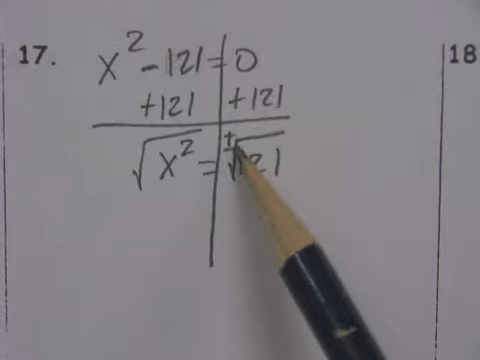 17. x² - 121 = 0
18
+121 +121
√x² = ±√121